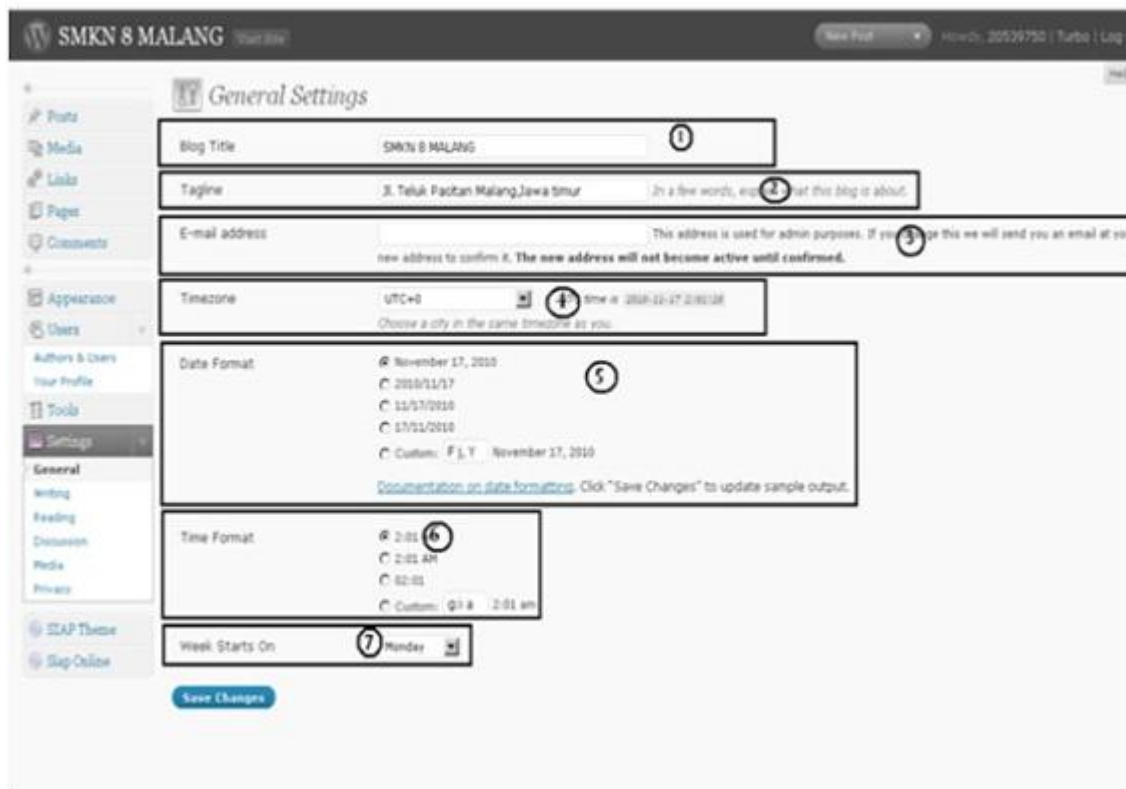 SMKN 8 MALANG Visit Site New Post Howdy, 20539750 | Turbo | Log
General Settings
Posts
Media
Links
Pages
Comments
Appearance
Users
Authors & Users
Your Profile
Tools
Settings
General
Writing
Reading
Discussion
Media
Privacy
SIAP Theme
Siap Online
Blog Title SMKN 8 MALANG 1
Tagline Jl. Teluk Pacitan Malang,Jawa timur In a few words, what this blog is about. 2
E-mail address This address is used for admin purposes. If you this we will send you an email at 3
new address to confirm it. The new address will not become active until confirmed.
Timezone UTC+0 4 time is
Choose a city in the same timezone as you.
Date Format November 17, 2010 5
2010/11/17
11/17/2010
17/11/2010
Custom: F j, Y November 17, 2010
Documentation on date formatting. Click "Save Changes" to update sample output.
Time Format 2:01 6
2:01 AM
02:01
Custom: g:i a 2:01 am
Week Starts On 7 Monday
Save Changes